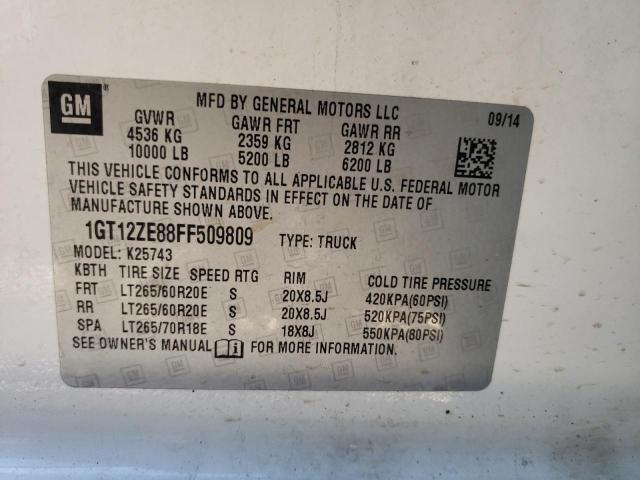 GM
MFD BY GENERAL MOTORS LLC
09/14
GVWR GAWR FRT GAWR RR
4536 KG 2359 KG 2812 KG
10000 LB 5200 LB 6200 LB
THIS VEHICLE CONFORMS TO ALL APPLICABLE U.S. FEDERAL MOTOR
VEHICLE SAFETY STANDARDS IN EFFECT ON THE DATE OF
MANUFACTURE SHOWN ABOVE.
1GT12ZE88FF509809 TYPE: TRUCK
MODEL: K25743
KBTH TIRE SIZE SPEED RTG RIM COLD TIRE PRESSURE
FRT LT265/60R20E S 20X8.5J 420KPA(60PSI)
RR LT265/60R20E S 20X8.5J 520KPA(75PSI)
SPA LT265/70R18E S 18X8J 550KPA(80PSI)
SEE OWNER'S MANUAL FOR MORE INFORMATION.